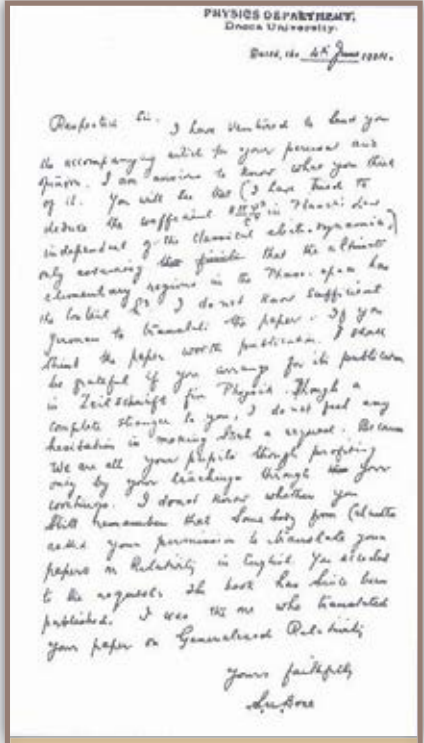 PHYSICS DEPARTMENT,
Dacca University.
Dacca, the 4th June 1924.
Respected Sir, I have ventured to send you
the accompanying article for your perusal and
opinion. I am anxious to know what you think
of it. You will see that I have tried to
deduce the coefficient 8πν²/c³ in Planck's law
independent of the classical electrodynamics,
only assuming that the ultimate
elementary regions in the Phase-space has
the content h³. I do not know sufficient
German to translate the paper. If you
think the paper worth publication, I shall
be grateful if you arrange for its publication
in Zeitschrift für Physik. Though a
complete stranger to you, I do not feel any
hesitation in making such a request. Because
we are all your pupils though profiting
only by your teachings through your
writings. I donot know whether you
still remember that somebody from Calcutta
asked your permission to translate your
papers on Relativity in English. You acceded
to the request. The book has since been
published. I was the one who translated
your paper on Generalised Relativity
Yours faithfully
S.N. Bose